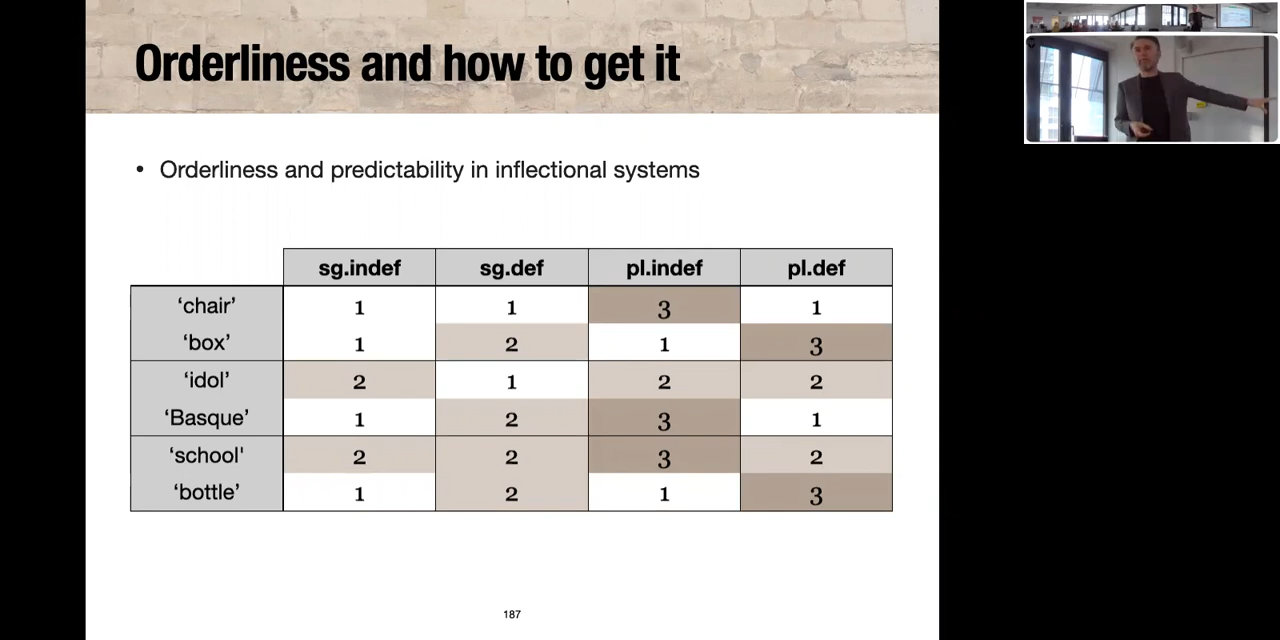 Orderliness and how to get it
• Orderliness and predictability in inflectional systems
sg.indef sg.def pl.indef pl.def
‘chair’ 1 1 3 1
‘box’ 1 2 1 3
‘idol’ 2 1 2 2
‘Basque’ 1 2 3 1
‘school' 2 2 3 2
‘bottle’ 1 2 1 3
187